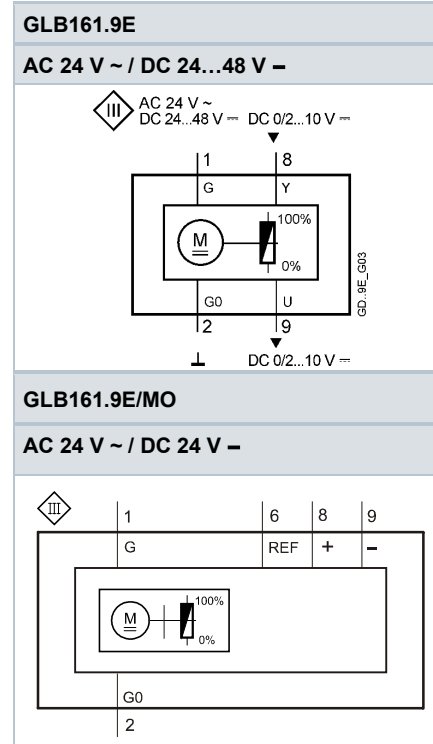 GLB161.9E
AC 24 V ~ / DC 24…48 V ⎓
III
AC 24 V ~
DC 24...48 V ⎓ DC 0/2...10 V ⎓
1 8
G Y
M
100%
0%
GD..9E_G03
G0 U
2 9
⊥ DC 0/2...10 V ⎓
GLB161.9E/MO
AC 24 V ~ / DC 24 V ⎓
III
1 6 8 9
G REF + −
M
100%
0%
G0
2